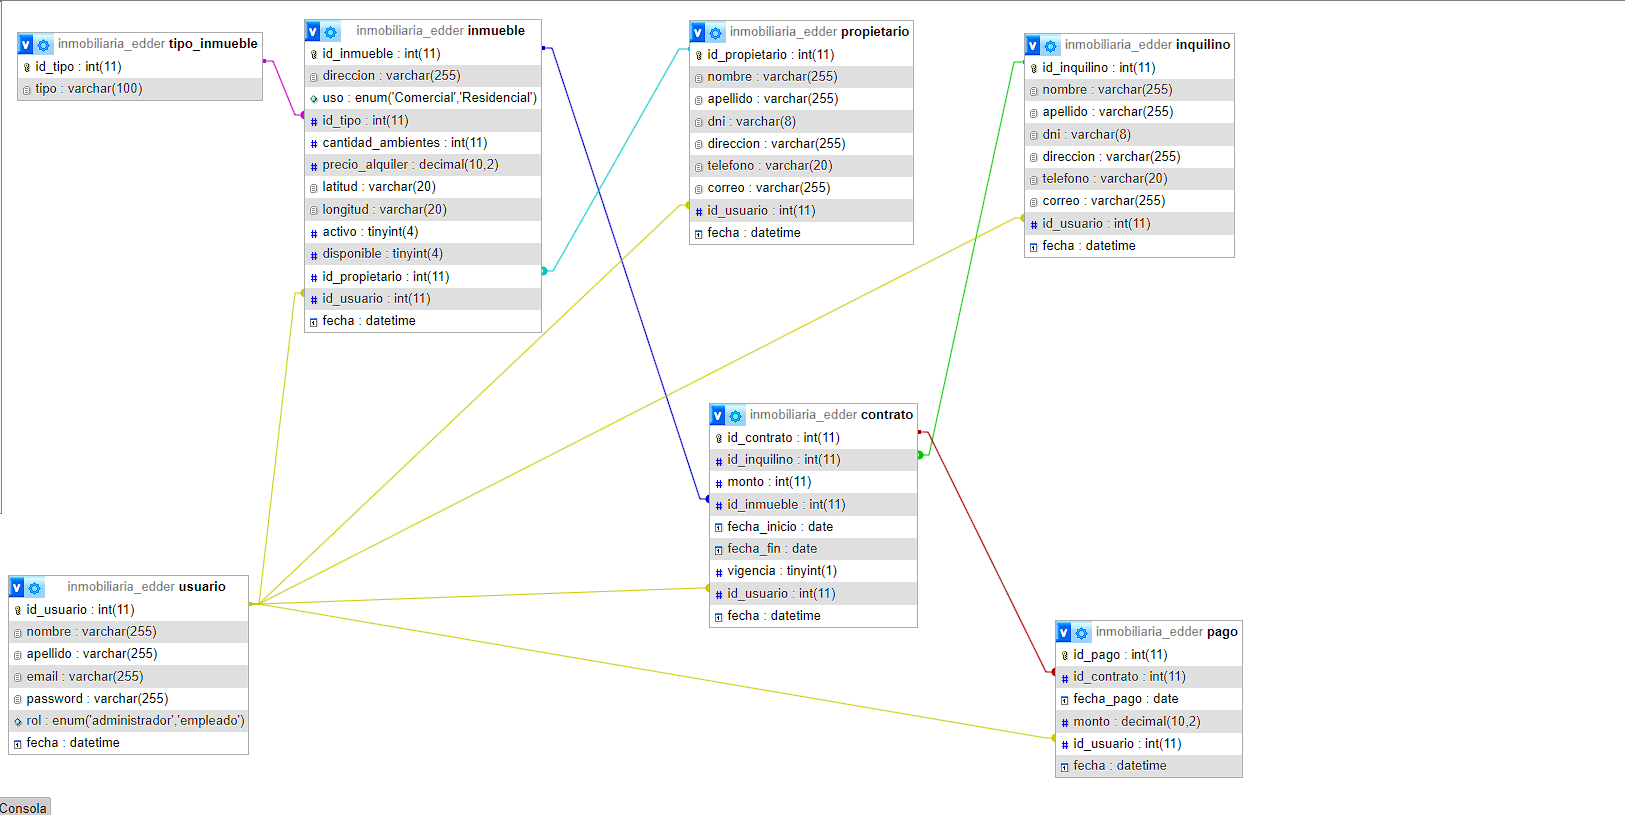 inmobiliaria_edder tipo_inmueble
id_tipo : int(11)
tipo : varchar(100)
inmobiliaria_edder inmueble
id_inmueble : int(11)
direccion : varchar(255)
uso : enum('Comercial','Residencial')
id_tipo : int(11)
cantidad_ambientes : int(11)
precio_alquiler : decimal(10,2)
latitud : varchar(20)
longitud : varchar(20)
activo : tinyint(4)
disponible : tinyint(4)
id_propietario : int(11)
id_usuario : int(11)
fecha : datetime
inmobiliaria_edder propietario
id_propietario : int(11)
nombre : varchar(255)
apellido : varchar(255)
dni : varchar(8)
direccion : varchar(255)
telefono : varchar(20)
correo : varchar(255)
id_usuario : int(11)
fecha : datetime
inmobiliaria_edder inquilino
id_inquilino : int(11)
nombre : varchar(255)
apellido : varchar(255)
dni : varchar(8)
direccion : varchar(255)
telefono : varchar(20)
correo : varchar(255)
id_usuario : int(11)
fecha : datetime
inmobiliaria_edder contrato
id_contrato : int(11)
id_inquilino : int(11)
monto : int(11)
id_inmueble : int(11)
fecha_inicio : date
fecha_fin : date
vigencia : tinyint(1)
id_usuario : int(11)
fecha : datetime
inmobiliaria_edder usuario
id_usuario : int(11)
nombre : varchar(255)
apellido : varchar(255)
email : varchar(255)
password : varchar(255)
rol : enum('administrador','empleado')
fecha : datetime
inmobiliaria_edder pago
id_pago : int(11)
id_contrato : int(11)
fecha_pago : date
monto : decimal(10,2)
id_usuario : int(11)
fecha : datetime
Consola